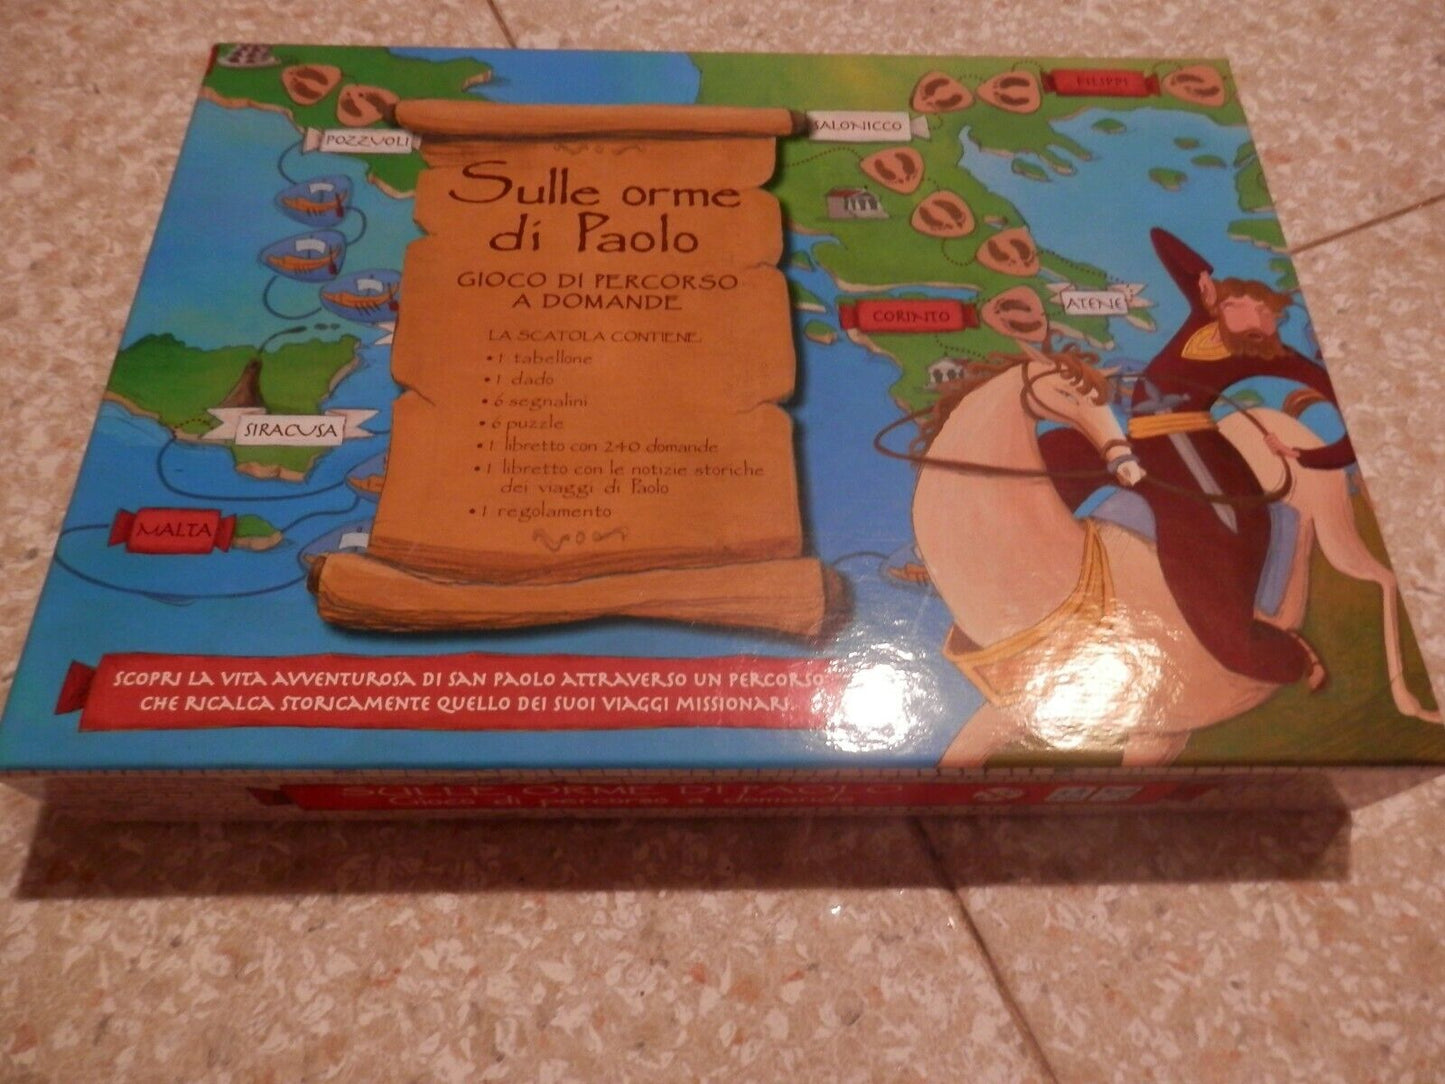 POZZUOLI
SALONICCO
FILIPPI
Sulle orme
di Paolo
GIOCO DI PERCORSO
A DOMANDE
LA SCATOLA CONTIENE
• 1 tabellone
• 1 dado
• 6 segnalini
• 6 puzzle
• 1 libretto con 240 domande
• 1 libretto con le notizie storiche
dei viaggi di Paolo
• 1 regolamento
CORINTO
ATENE
SIRACUSA
MALTA
SCOPRI LA VITA AVVENTUROSA DI SAN PAOLO ATTRAVERSO UN PERCORSO
CHE RICALCA STORICAMENTE QUELLO DEI SUOI VIAGGI MISSIONARI.
SULLE ORME DI PAOLO
Gioco di percorso a domande